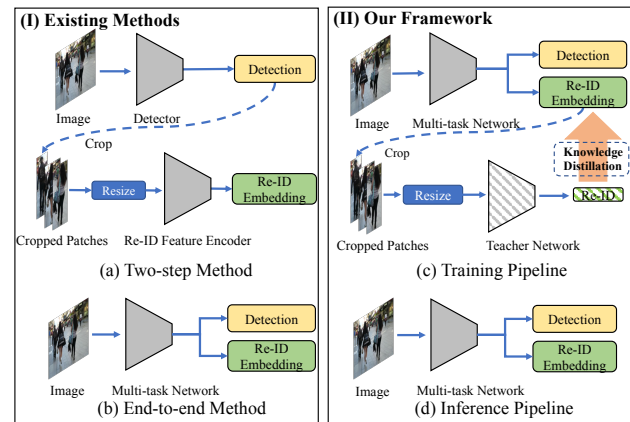 (I) Existing Methods
Detection
Image
Detector
Crop
Resize
Re-ID
Embedding
Cropped Patches
Re-ID Feature Encoder
(a) Two-step Method
Detection
Re-ID
Embedding
Image
Multi-task Network
(b) End-to-end Method
(II) Our Framework
Detection
Re-ID
Embedding
Image
Multi-task Network
Crop
Knowledge
Distillation
Resize
Re-ID
Cropped Patches
Teacher Network
(c) Training Pipeline
Detection
Re-ID
Embedding
Image
Multi-task Network
(d) Inference Pipeline